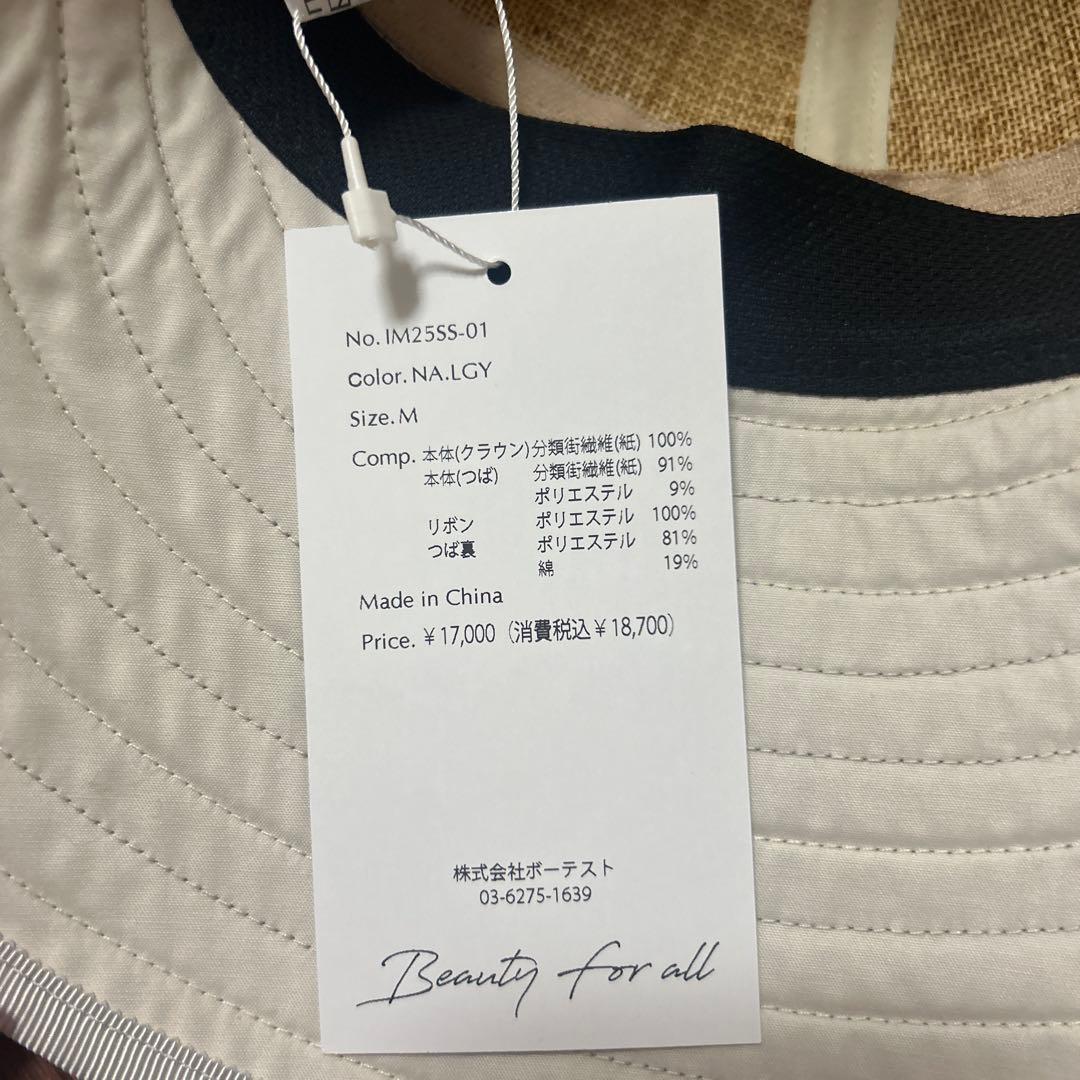 No. IM25SS-01
Color. NA.LGY
Size. M
Comp. 本体(クラウン) 分類街繊維(紙) 100%
本体(つば) 分類街繊維(紙) 91%
ポリエステル 9%
リボン ポリエステル 100%
つば裏 ポリエステル 81%
綿 19%
Made in China
Price. ¥17,000 (消費税込¥18,700)
株式会社ボーテスト
03-6275-1639
Beauty for all